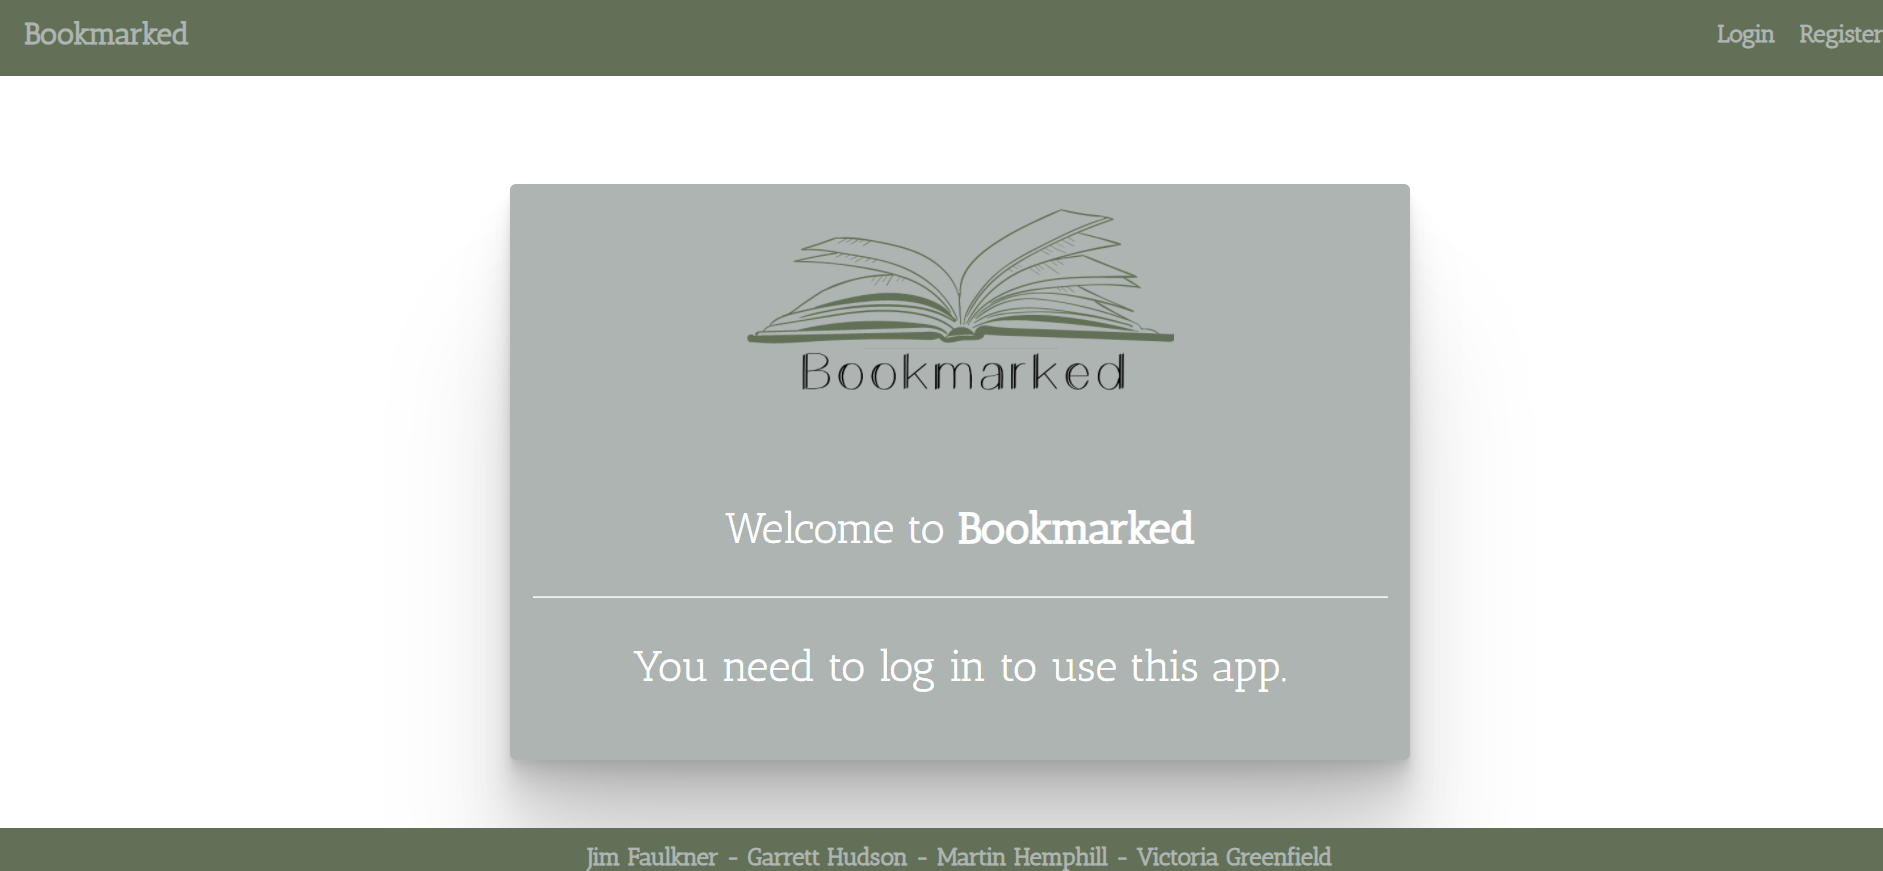 Bookmarked
Login Register
Bookmarked
Welcome to Bookmarked
You need to log in to use this app.
Jim Faulkner - Garrett Hudson - Martin Hemphill - Victoria Greenfield